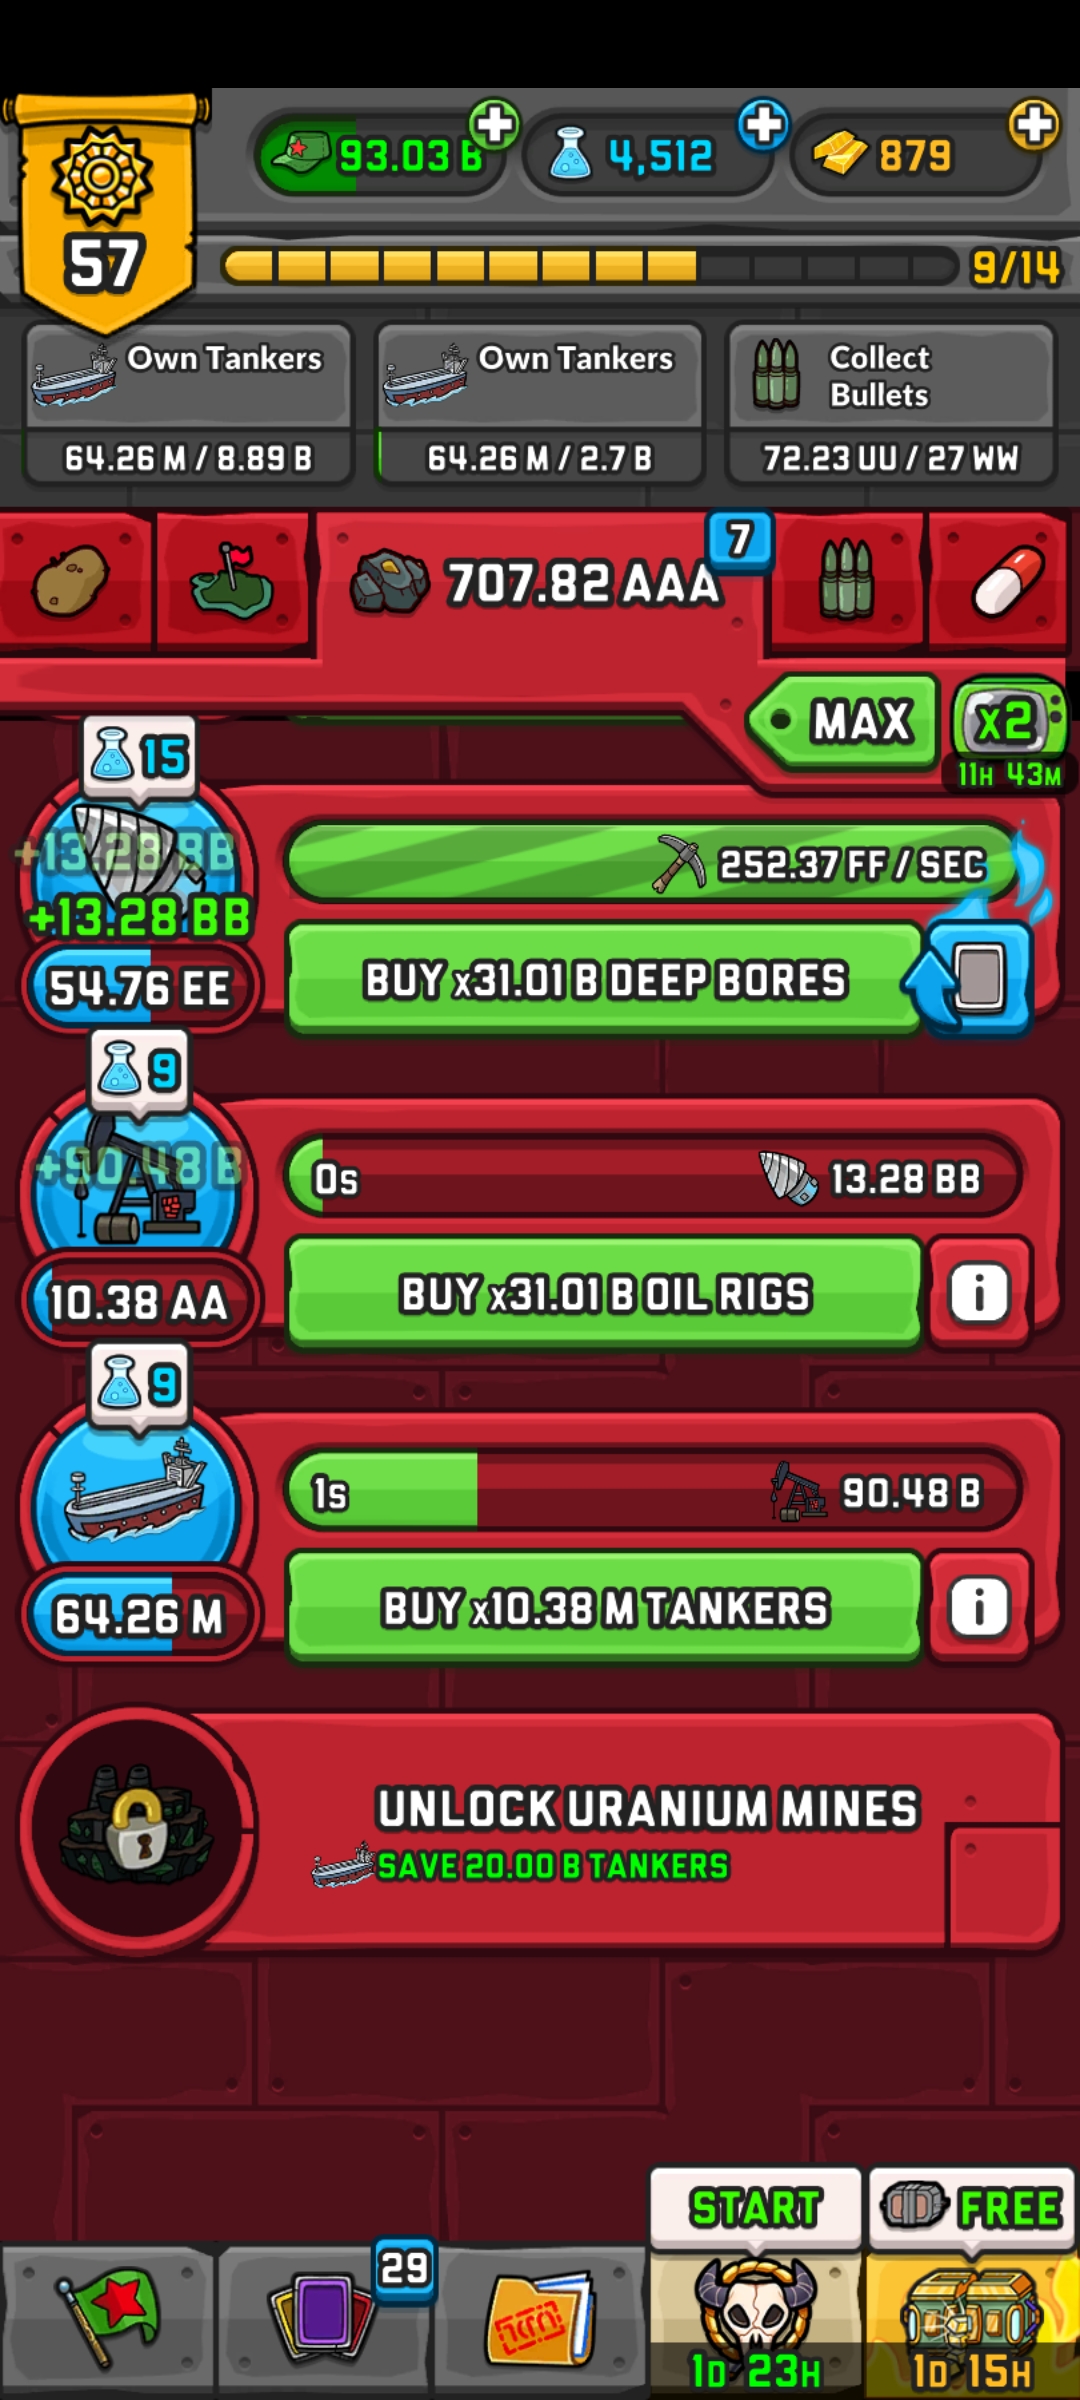 57
93.03 B
4,512
879
9/14
Own Tankers
64.26 M / 8.89 B
Own Tankers
64.26 M / 2.7 B
Collect
Bullets
72.23 UU / 27 WW
707.82 AAA
7
MAX
x2
11H 43M
15
+13.28 BB
+13.28 BB
54.76 EE
252.37 FF / SEC
BUY x31.01 B DEEP BORES
9
+90.48 B
10.38 AA
0s
13.28 BB
BUY x31.01 B OIL RIGS
i
9
64.26 M
1s
90.48 B
BUY x10.38 M TANKERS
i
UNLOCK URANIUM MINES
SAVE 20.00 B TANKERS
START
FREE
29
1D 23H
1D 15H